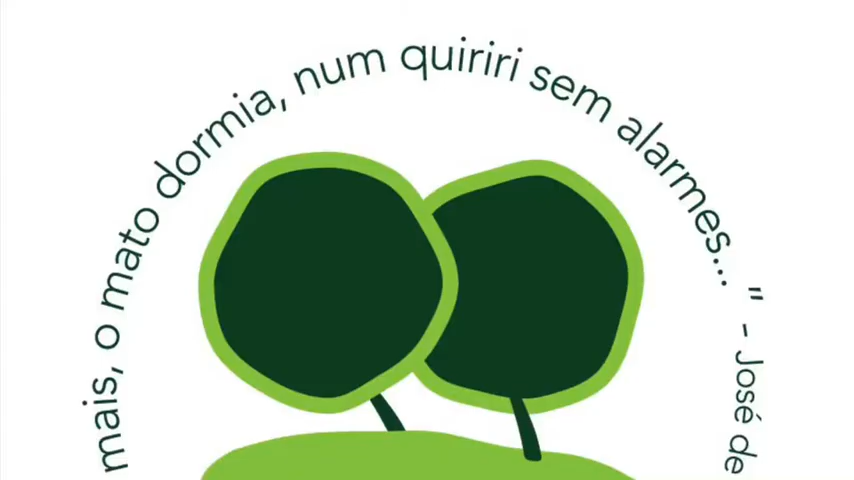 mais, o mato dormia, num quiriri sem alarmes..." - José de